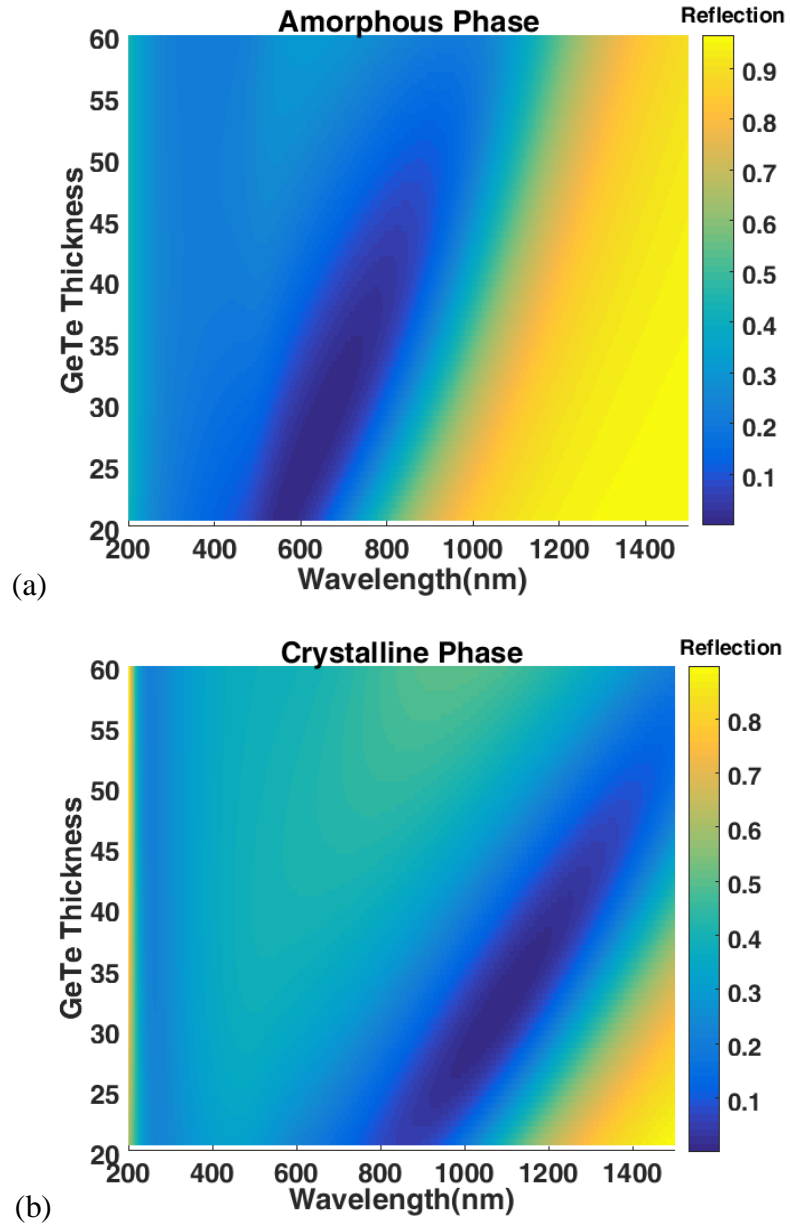 Amorphous Phase
Reflection
GeTe Thickness
60
55
50
45
40
35
30
25
20
200 400 600 800 1000 1200 1400
Wavelength(nm)
0.9
0.8
0.7
0.6
0.5
0.4
0.3
0.2
0.1
(a)
Crystalline Phase
Reflection
GeTe Thickness
60
55
50
45
40
35
30
25
20
200 400 600 800 1000 1200 1400
Wavelength(nm)
0.8
0.7
0.6
0.5
0.4
0.3
0.2
0.1
(b)